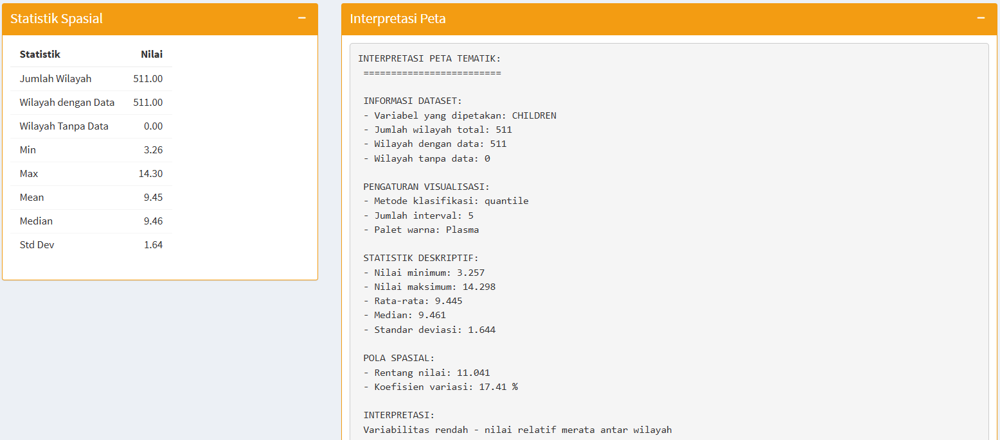 Statistik Spasial
Statistik Nilai
Jumlah Wilayah 511.00
Wilayah dengan Data 511.00
Wilayah Tanpa Data 0.00
Min 3.26
Max 14.30
Mean 9.45
Median 9.46
Std Dev 1.64
Interpretasi Peta
INTERPRETASI PETA TEMATIK:
=========================
INFORMASI DATASET:
- Variabel yang dipetakan: CHILDREN
- Jumlah wilayah total: 511
- Wilayah dengan data: 511
- Wilayah tanpa data: 0
PENGATURAN VISUALISASI:
- Metode klasifikasi: quantile
- Jumlah interval: 5
- Palet warna: Plasma
STATISTIK DESKRIPTIF:
- Nilai minimum: 3.257
- Nilai maksimum: 14.298
- Rata-rata: 9.445
- Median: 9.461
- Standar deviasi: 1.644
POLA SPASIAL:
- Rentang nilai: 11.041
- Koefisien variasi: 17.41 %
INTERPRETASI:
Variabilitas rendah - nilai relatif merata antar wilayah